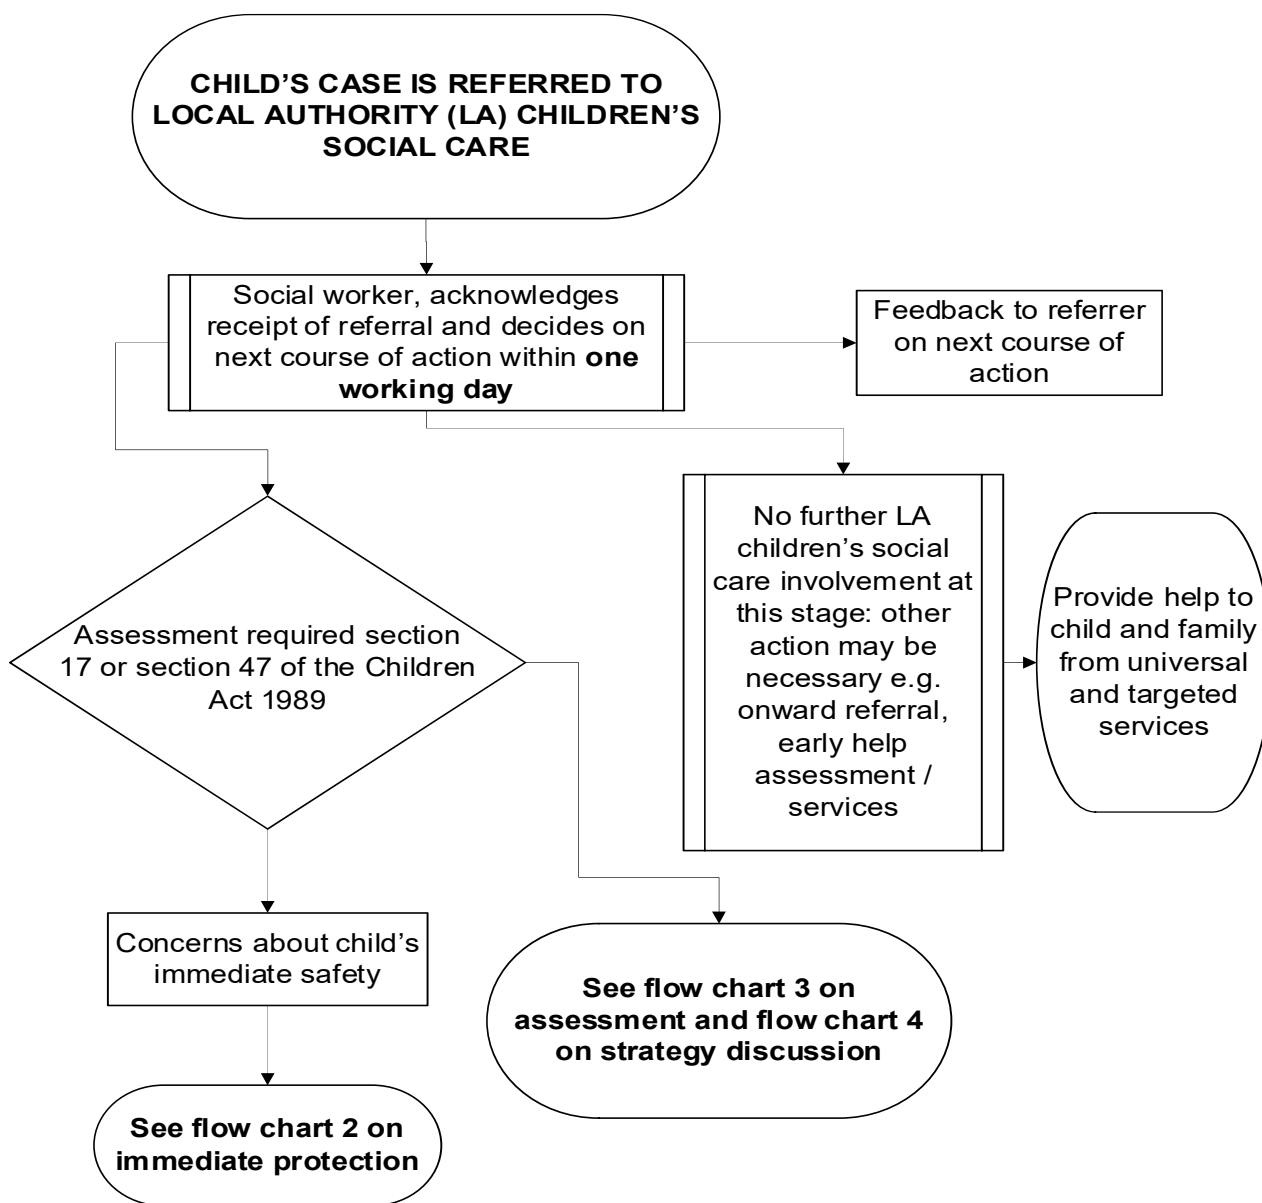 CHILD’S CASE IS REFERRED TO
LOCAL AUTHORITY (LA) CHILDREN’S
SOCIAL CARE
Social worker, acknowledges
receipt of referral and decides on
next course of action within one
working day
Feedback to referrer
on next course of
action
No further LA
children’s social
care involvement at
this stage: other
action may be
necessary e.g.
onward referral,
early help
assessment /
services
Provide help to
child and family
from universal
and targeted
services
Assessment required section
17 or section 47 of the Children
Act 1989
Concerns about child’s
immediate safety
See flow chart 3 on
assessment and flow chart 4
on strategy discussion
See flow chart 2 on
immediate protection